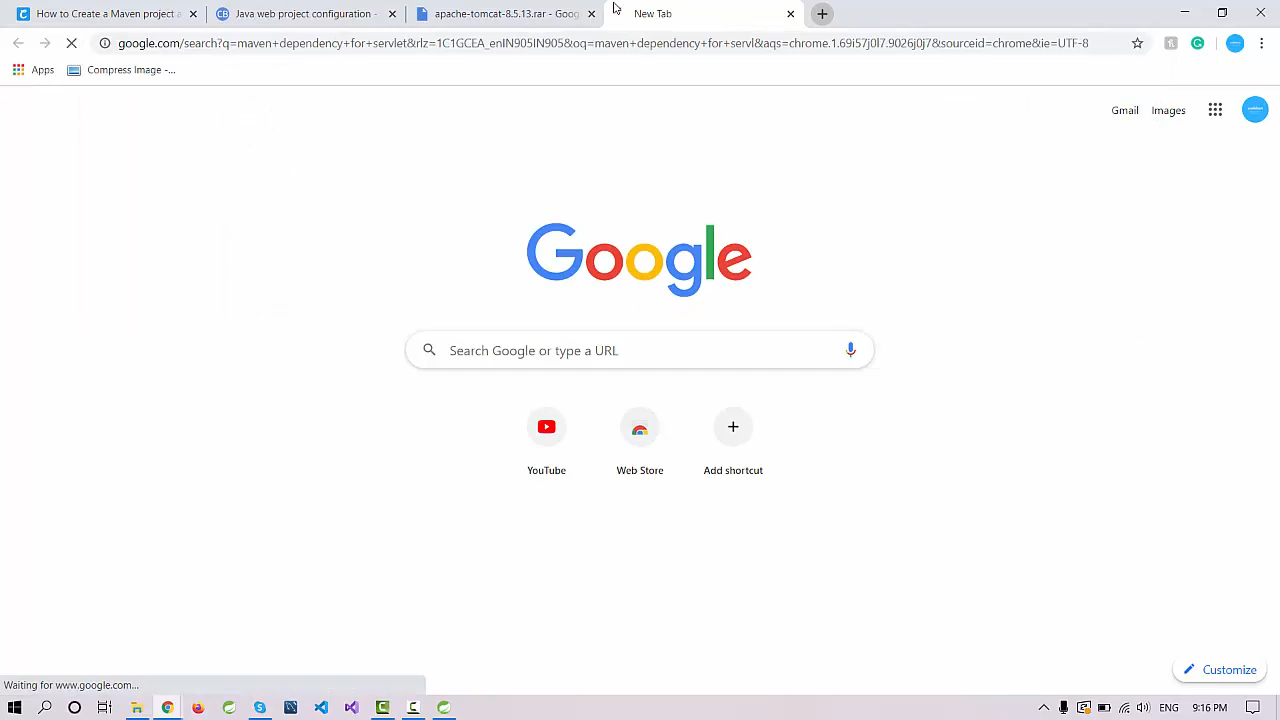 How to Create a Maven project a
Java web project configuration -
apache-tomcat-8.5.13.rar - Goog
New Tab
google.com/search?q=maven+dependency+for+servlet&rlz=1C1GCEA_enIN905IN905&oq=maven+dependency+for+servl&aqs=chrome.1.69i57j0l7.9026j0j7&sourceid=chrome&ie=UTF-8
Apps
Compress Image -...
Gmail
Images
Google
Search Google or type a URL
YouTube
Web Store
Add shortcut
Customize
Waiting for www.google.com...
ENG
9:16 PM